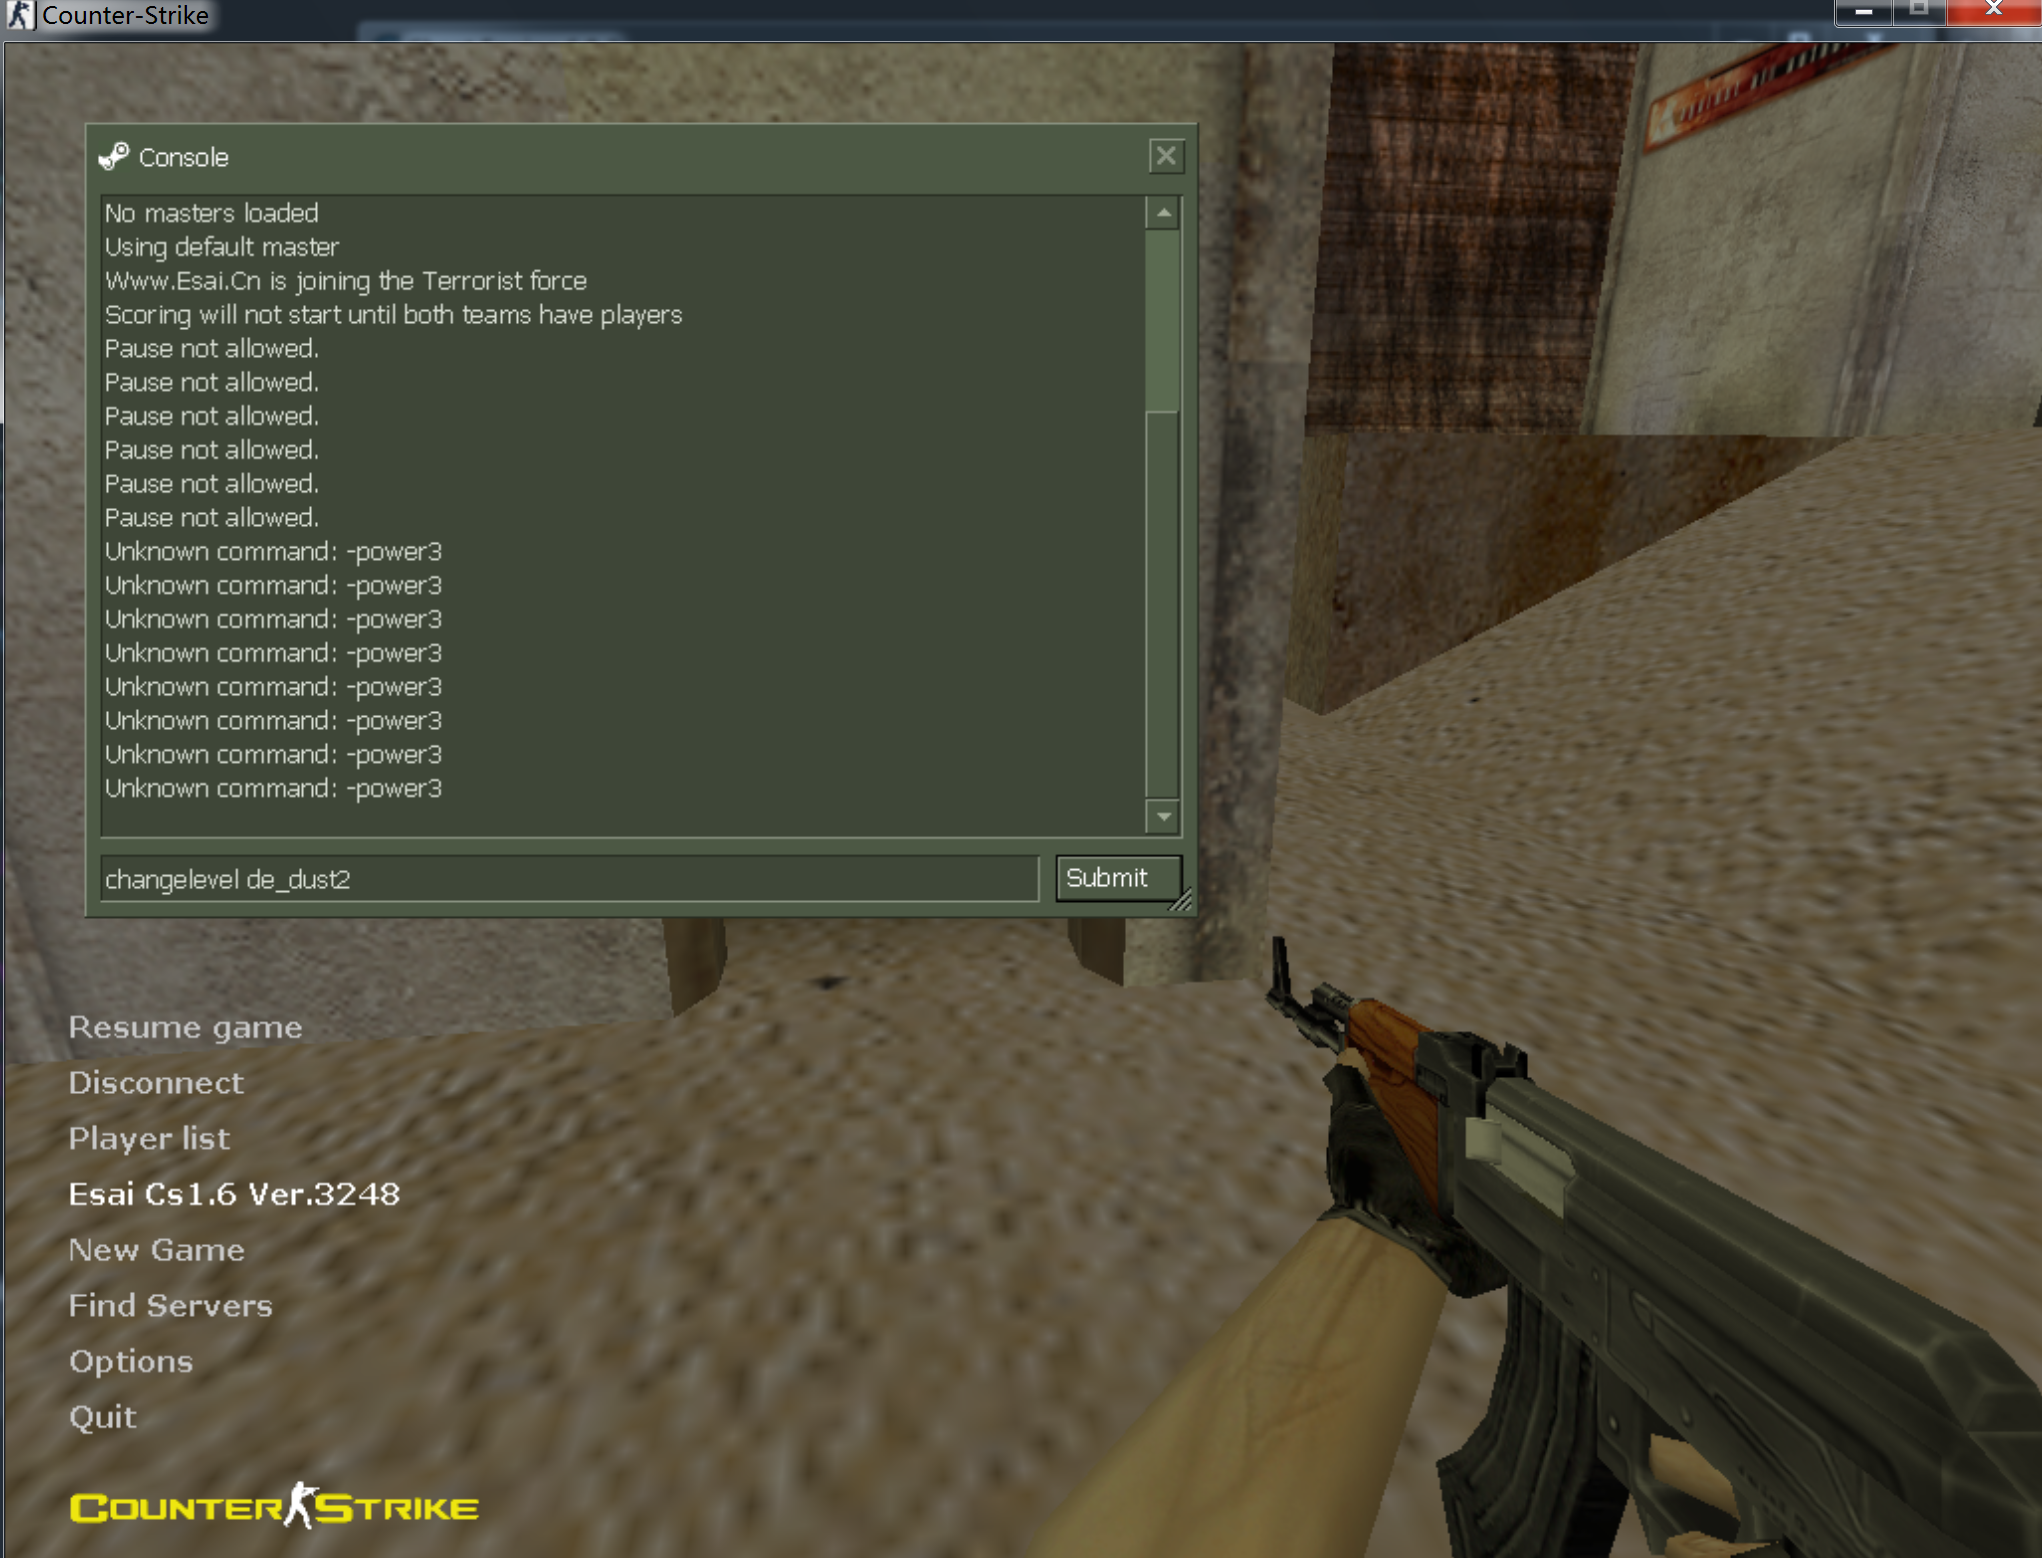 Counter-Strike
Console
No masters loaded
Using default master
Www.Esai.Cn is joining the Terrorist force
Scoring will not start until both teams have players
Pause not allowed.
Pause not allowed.
Pause not allowed.
Pause not allowed.
Pause not allowed.
Pause not allowed.
Unknown command: -power3
Unknown command: -power3
Unknown command: -power3
Unknown command: -power3
Unknown command: -power3
Unknown command: -power3
Unknown command: -power3
Unknown command: -power3
changelevel de_dust2
Submit
Resume game
Disconnect
Player list
Esai Cs1.6 Ver.3248
New Game
Find Servers
Options
Quit
COUNTER STRIKE